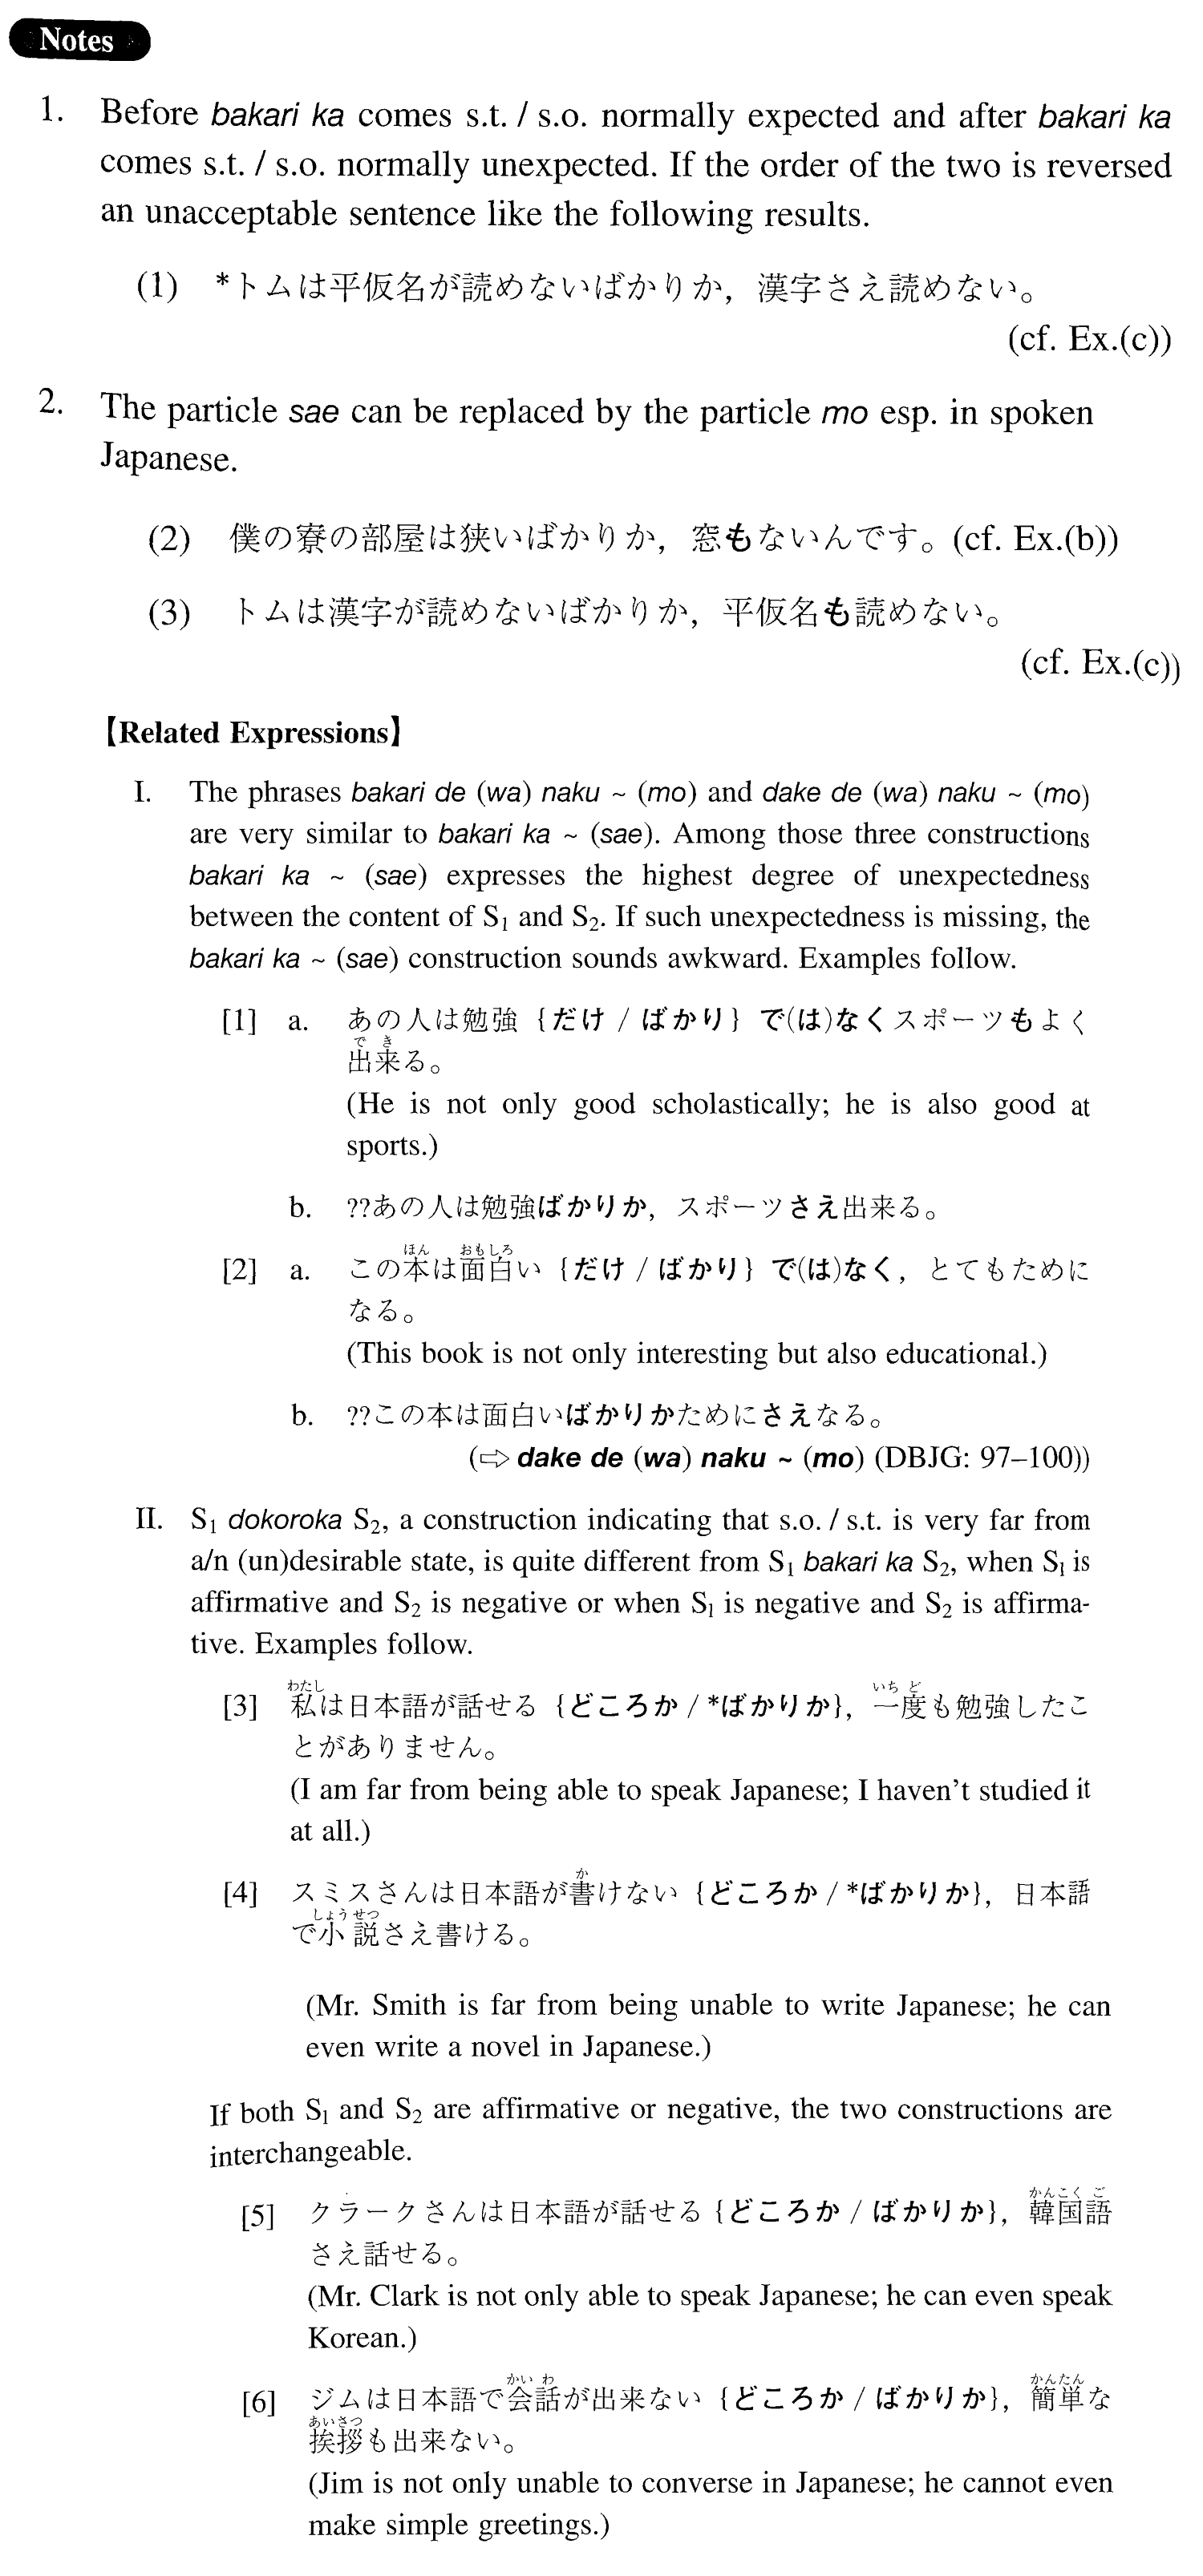 Notes
1. Before bakari ka comes s.t. / s.o. normally expected and after bakari ka
comes s.t. / s.o. normally unexpected. If the order of the two is reversed
an unacceptable sentence like the following results.
(1) *トムは平仮名が読めないばかりか，漢字さえ読めない。
(cf. Ex.(c))
2. The particle sae can be replaced by the particle mo esp. in spoken
Japanese.
(2) 僕の寮の部屋は狭いばかりか，窓もないんです。(cf. Ex.(b))
(3) トムは漢字が読めないばかりか，平仮名も読めない。
(cf. Ex.(c))
【Related Expressions】
I. The phrases bakari de (wa) naku ~ (mo) and dake de (wa) naku ~ (mo)
are very similar to bakari ka ~ (sae). Among those three constructions
bakari ka ~ (sae) expresses the highest degree of unexpectedness
between the content of S₁ and S₂. If such unexpectedness is missing, the
bakari ka ~ (sae) construction sounds awkward. Examples follow.
[1] a. あの人は勉強｛だけ / ばかり｝で(は)なくスポーツもよく
でき
出来る。
(He is not only good scholastically; he is also good at
sports.)
b. ??あの人は勉強ばかりか，スポーツさえ出来る。
ほん おもしろ
[2] a. この本は面白い｛だけ / ばかり｝で(は)なく，とてもために
なる。
(This book is not only interesting but also educational.)
b. ??この本は面白いばかりかためにさえなる。
(⇨ dake de (wa) naku ~ (mo) (DBJG: 97–100))
II. S₁ dokoroka S₂, a construction indicating that s.o. / s.t. is very far from
a/n (un)desirable state, is quite different from S₁ bakari ka S₂, when S₁ is
affirmative and S₂ is negative or when S₁ is negative and S₂ is affirma-
tive. Examples follow.
わたし いちど
[3] 私は日本語が話せる｛どころか / *ばかりか｝，一度も勉強したこ
とがありません。
(I am far from being able to speak Japanese; I haven't studied it
at all.)
か
[4] スミスさんは日本語が書けない｛どころか / *ばかりか｝，日本語
しょうせつ
で小説さえ書ける。
(Mr. Smith is far from being unable to write Japanese; he can
even write a novel in Japanese.)
If both S₁ and S₂ are affirmative or negative, the two constructions are
interchangeable.
かんこくご
[5] クラークさんは日本語が話せる｛どころか / ばかりか｝，韓国語
さえ話せる。
(Mr. Clark is not only able to speak Japanese; he can even speak
Korean.)
かいわ かんたん
[6] ジムは日本語で会話が出来ない｛どころか / ばかりか｝，簡単な
あいさつ
挨拶も出来ない。
(Jim is not only unable to converse in Japanese; he cannot even
make simple greetings.)